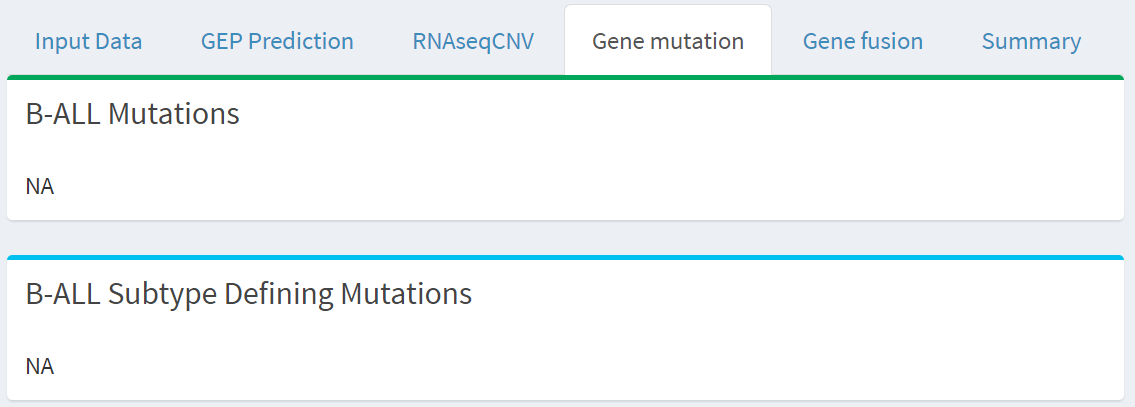 Input Data GEP Prediction RNAseqCNV Gene mutation Gene fusion Summary
B-ALL Mutations
NA
B-ALL Subtype Defining Mutations
NA